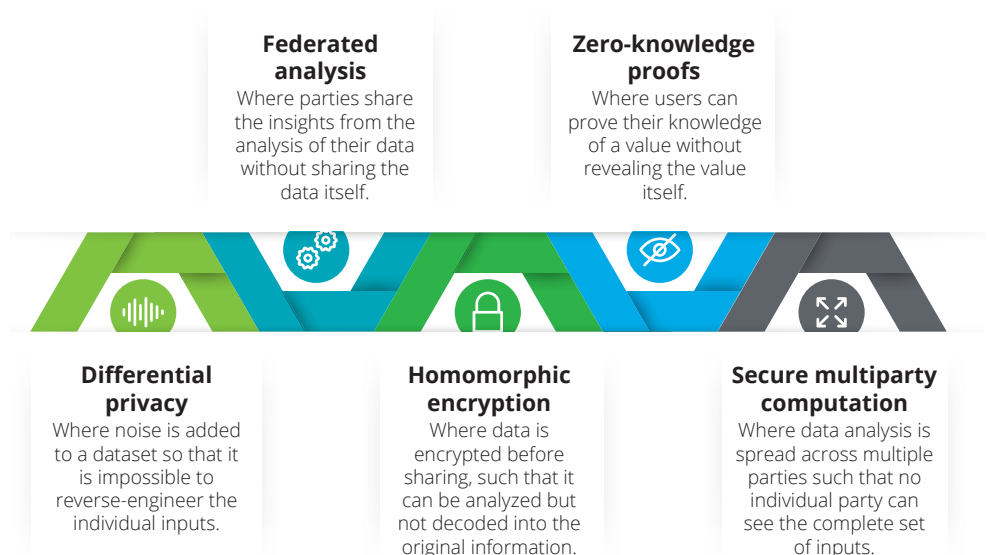 Federated
analysis
Where parties share
the insights from the
analysis of their data
without sharing the
data itself.
Zero-knowledge
proofs
Where users can
prove their knowledge
of a value without
revealing the value
itself.
Differential
privacy
Where noise is added
to a dataset so that it
is impossible to
reverse-engineer the
individual inputs.
Homomorphic
encryption
Where data is
encrypted before
sharing, such that it
can be analyzed but
not decoded into the
original information.
Secure multiparty
computation
Where data analysis is
spread across multiple
parties such that no
individual party can
see the complete set
of inputs.